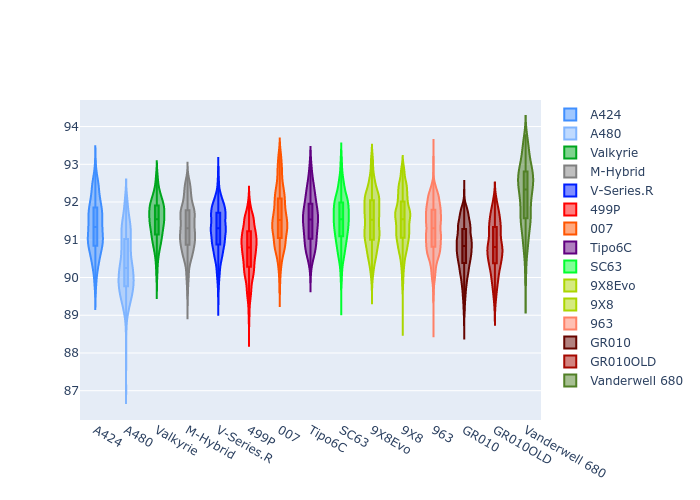 94
93
92
91
90
89
88
87
A424
A480
Valkyrie
M-Hybrid
V-Series.R
499P
007
Tipo6C
SC63
9X8Evo
9X8
963
GR010
GR010OLD
Vanderwell 680
A424
A480
Valkyrie
M-Hybrid
V-Series.R
499P
007
Tipo6C
SC63
9X8Evo
9X8
963
GR010
GR010OLD
Vanderwell 680